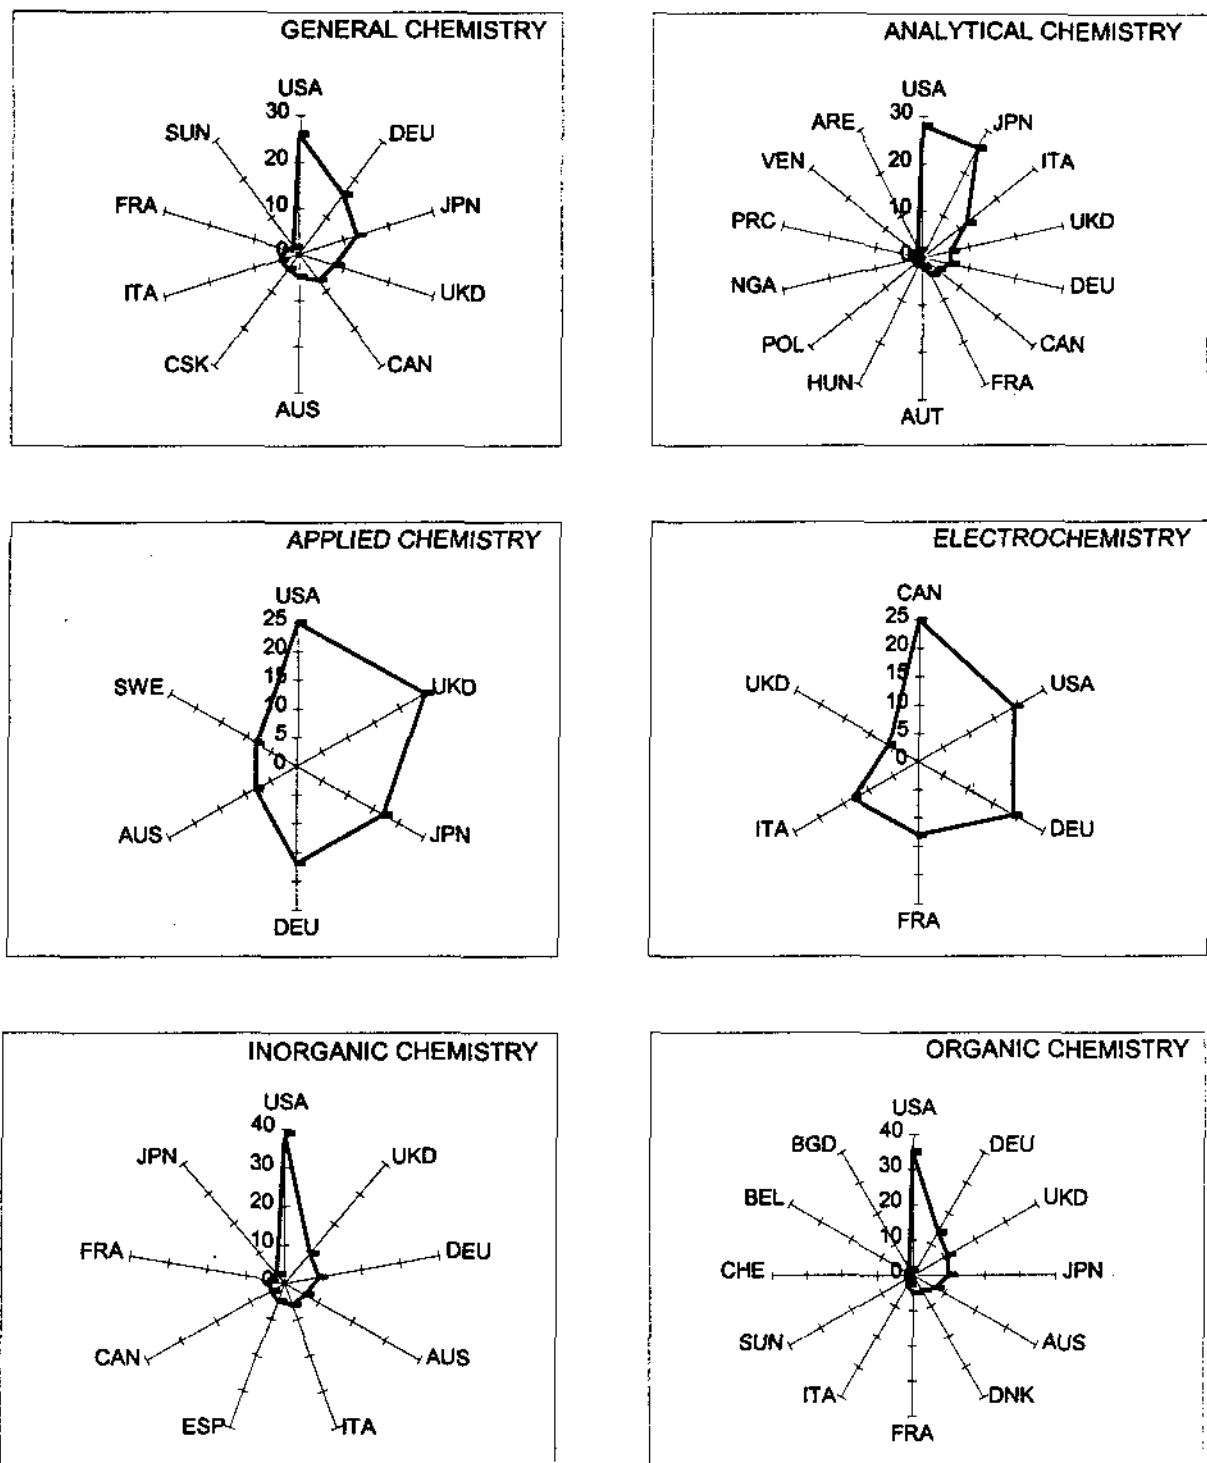 GENERAL CHEMISTRY
USA
30
SUN
DEU
20
FRA
10
JPN
0
ITA
UKD
CSK
CAN
AUS
ANALYTICAL CHEMISTRY
USA
30
ARE
JPN
VEN
20
ITA
PRC
10
UKD
0
NGA
DEU
POL
CAN
HUN
FRA
AUT
APPLIED CHEMISTRY
USA
25
20
SWE
15
UKD
10
5
0
AUS
JPN
DEU
ELECTROCHEMISTRY
CAN
25
20
UKD
15
USA
10
5
0
ITA
DEU
FRA
INORGANIC CHEMISTRY
USA
40
JPN
30
UKD
20
FRA
10
DEU
0
CAN
AUS
ESP
ITA
ORGANIC CHEMISTRY
USA
40
BGD
30
DEU
BEL
20
UKD
10
CHE
0
JPN
SUN
AUS
ITA
DNK
FRA